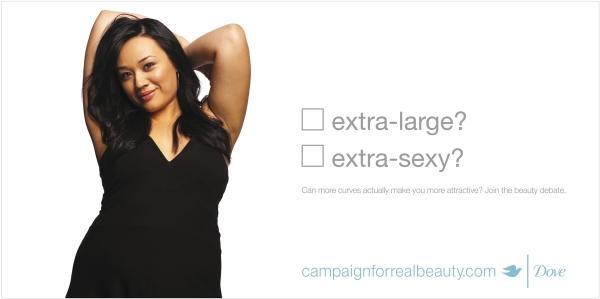 extra-large?
extra-sexy?
Can more curves actually make you more attractive? Join the beauty debate.
campaignforrealbeauty.com Dove